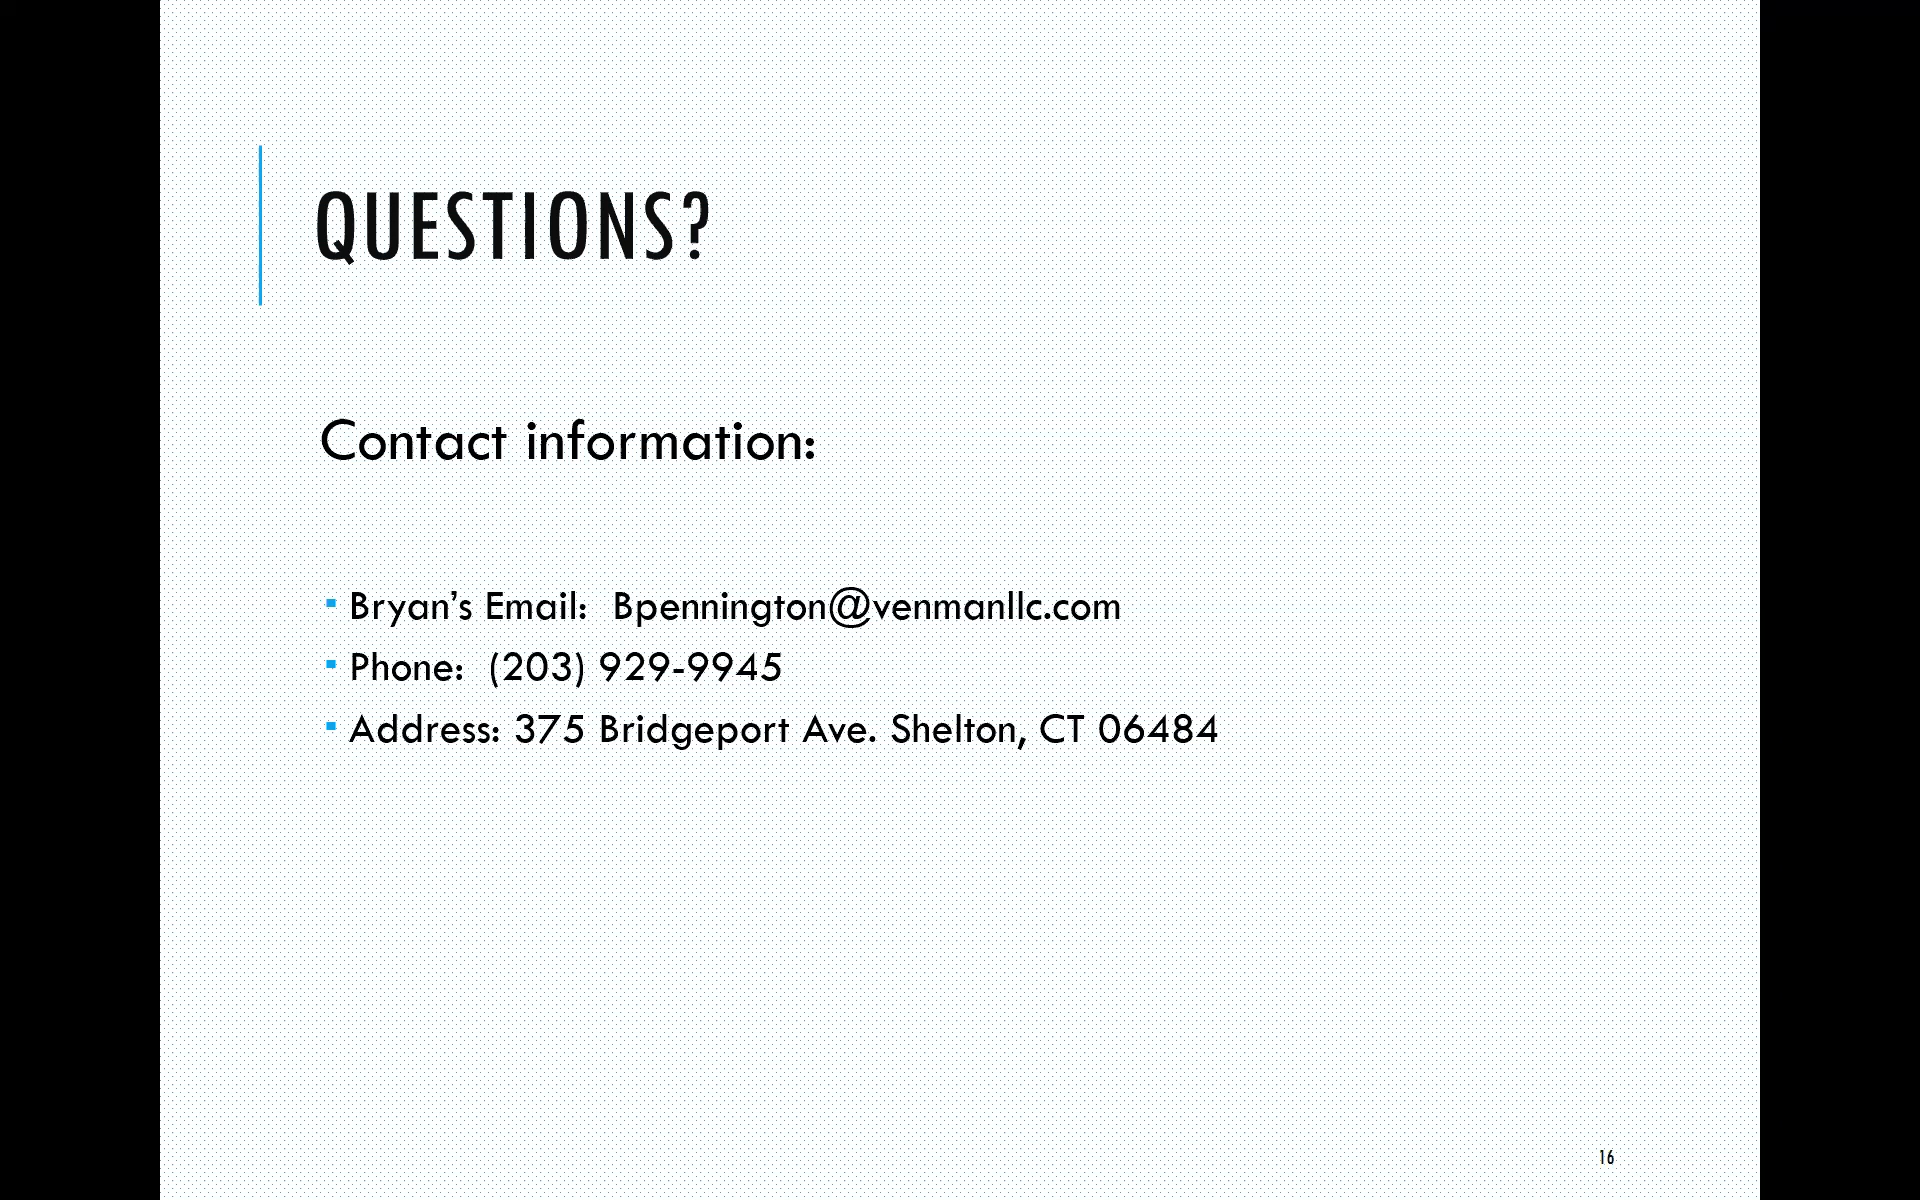 QUESTIONS?
Contact information:
Bryan’s Email:  Bpennington@venmanllc.com
Phone:  (203) 929-9945
Address: 375 Bridgeport Ave. Shelton, CT 06484
16